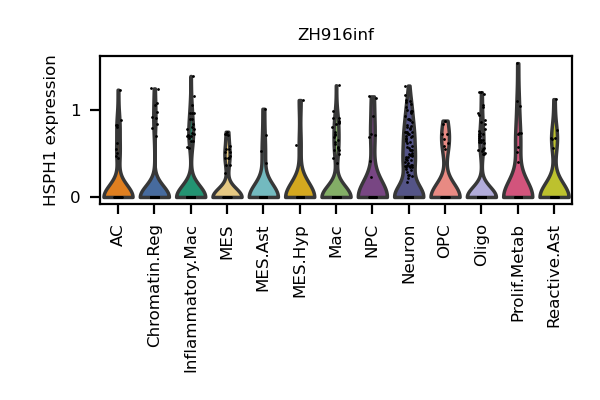 ZH916inf
HSPH1 expression
1
0
AC
Chromatin.Reg
Inflammatory.Mac
MES
MES.Ast
MES.Hyp
Mac
NPC
Neuron
OPC
Oligo
Prolif.Metab
Reactive.Ast